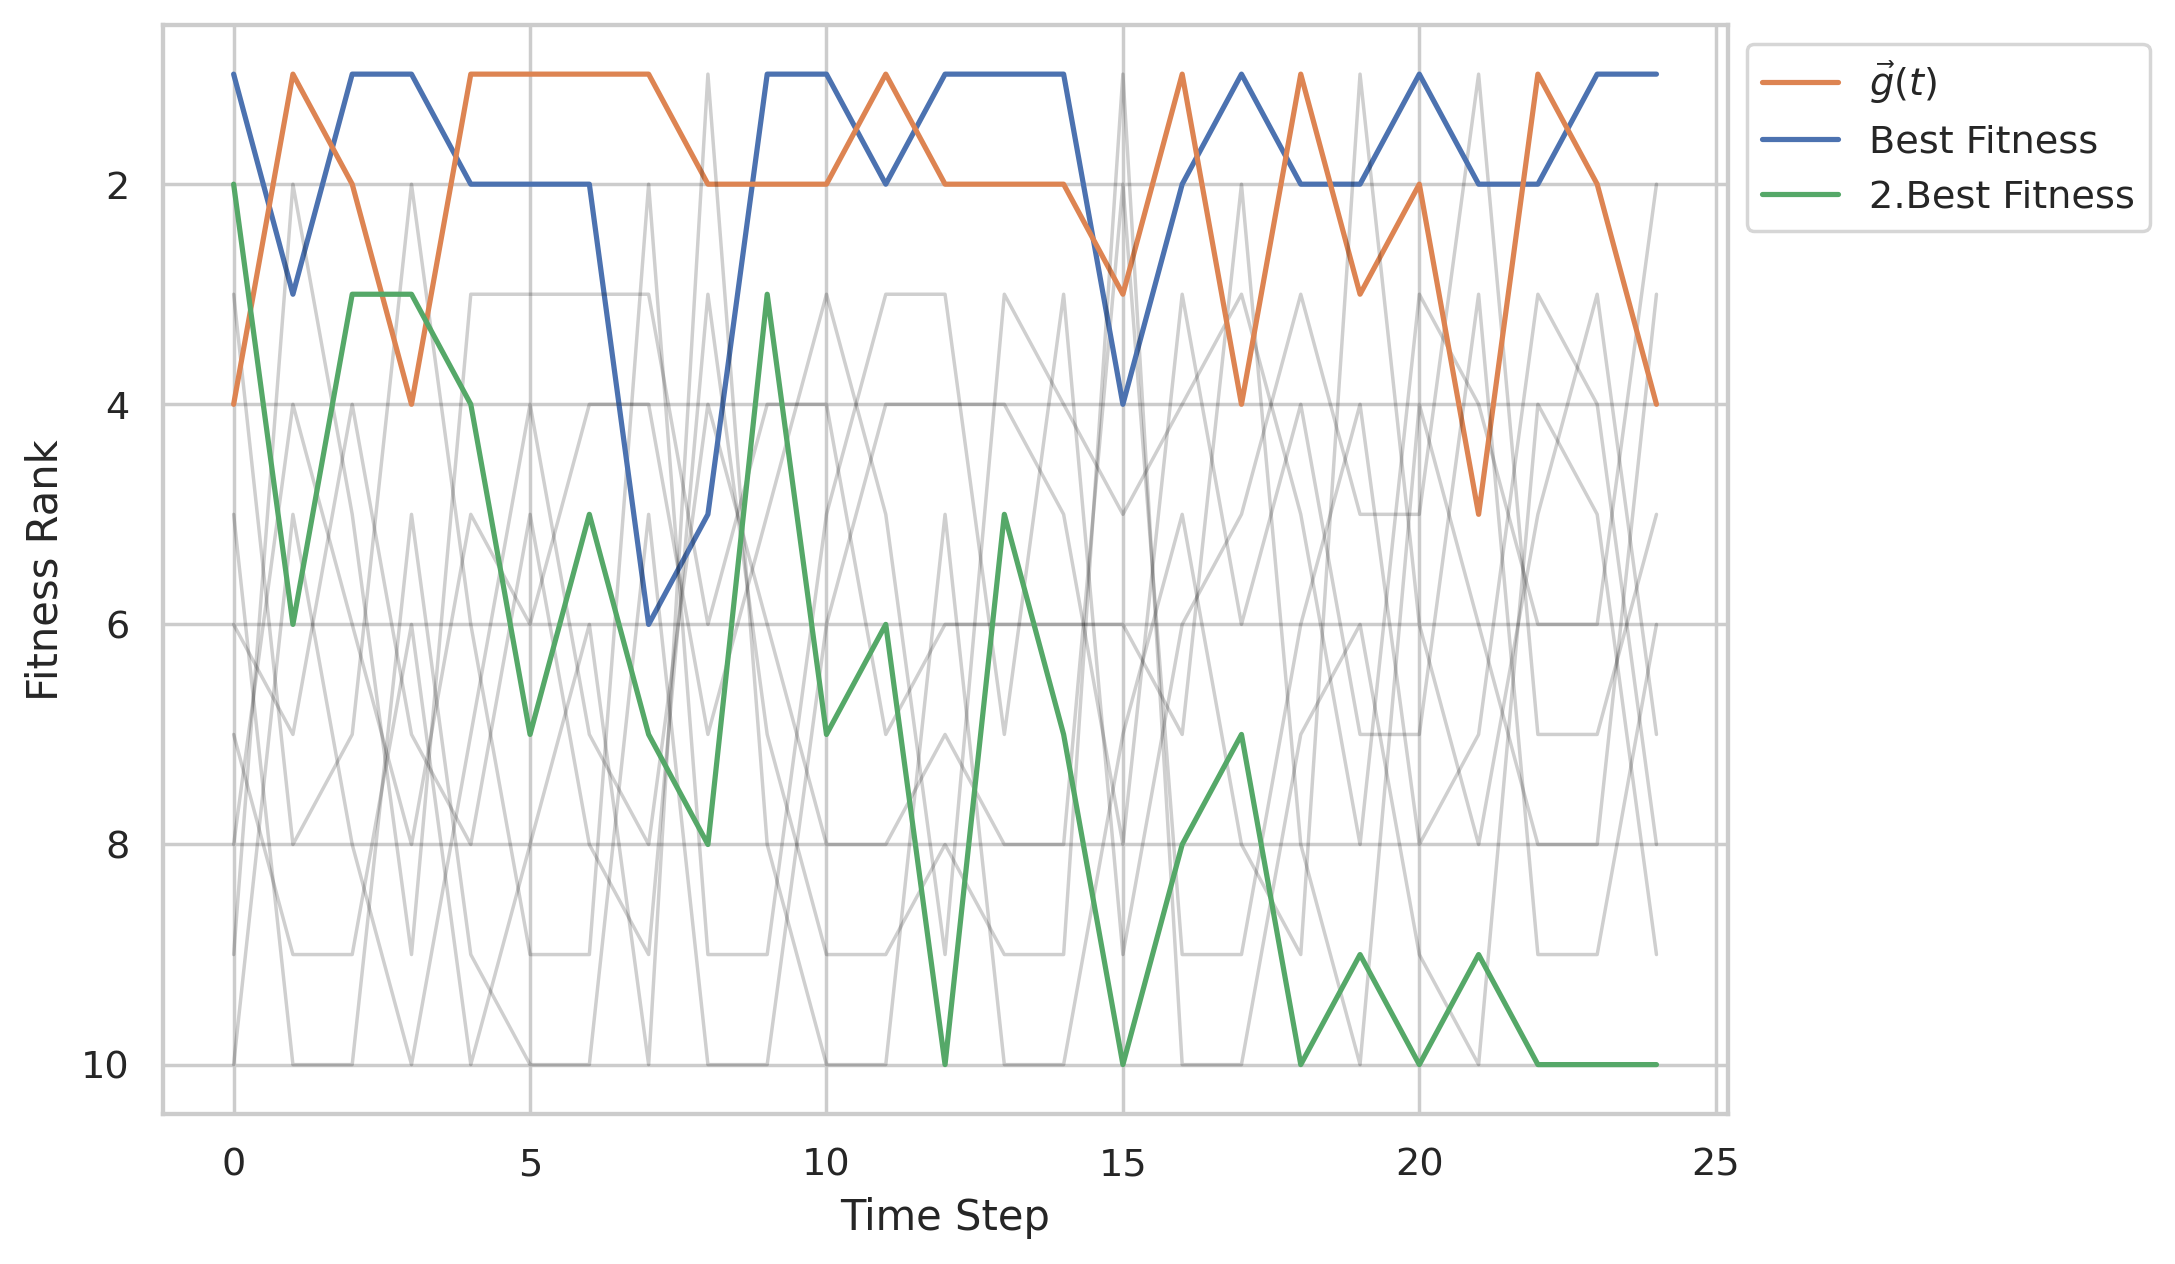 2
4
6
8
10
Fitness Rank
0 5 10 15 20 25
Time Step
g⃗(t)
Best Fitness
2.Best Fitness